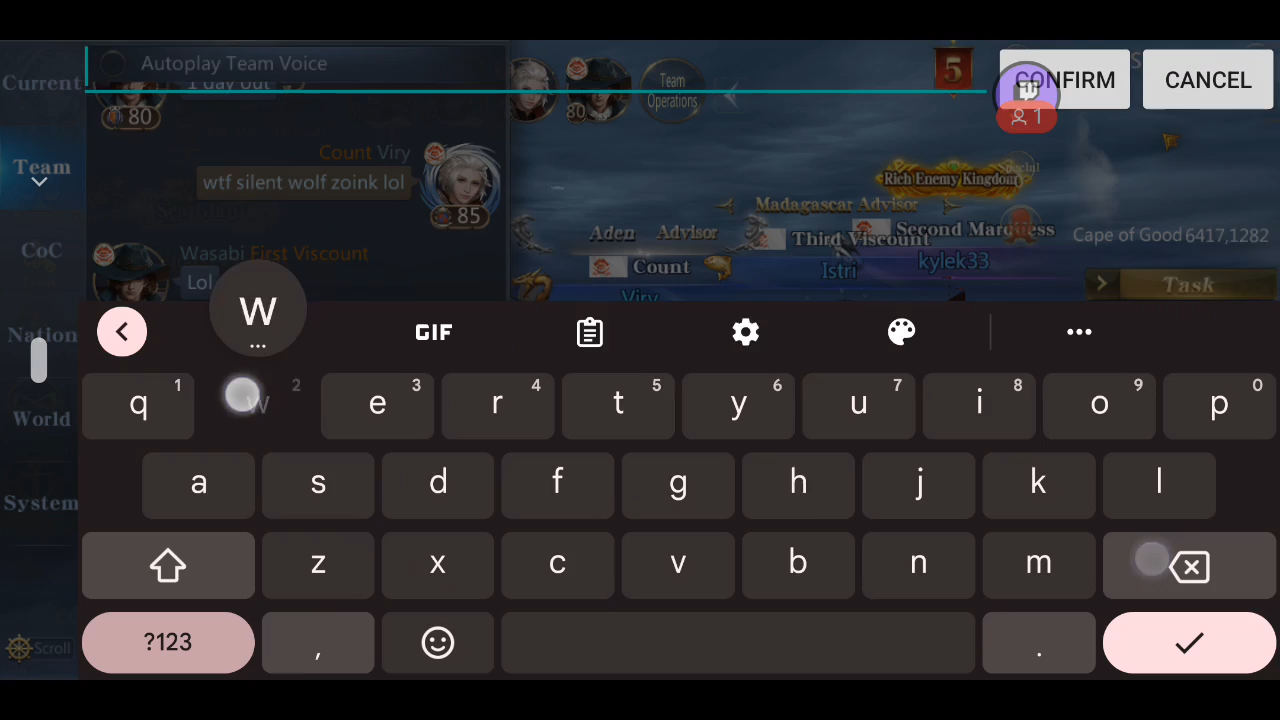 Current
Autoplay Team Voice
1 day out
80
Team
Count Viry
wtf silent wolf zoink lol
85
CoC
Wasabi First Viscount
Lol
Nation
World
System
Scroll
80
Team
Operations
5
CONFIRM
CANCEL
1
Rich Enemy Kingdom
Special
Madagascar Advisor
Aden Advisor
Third Viscount
Second Marquess
Count
Istri
kylek33
Viry
Cape of Good 6417,1282
Task
W
...
GIF
q 1
w 2
e 3
r 4
t 5
y 6
u 7
i 8
o 9
p 0
a s d f g h j k l
z x c v b n m
?123 , .